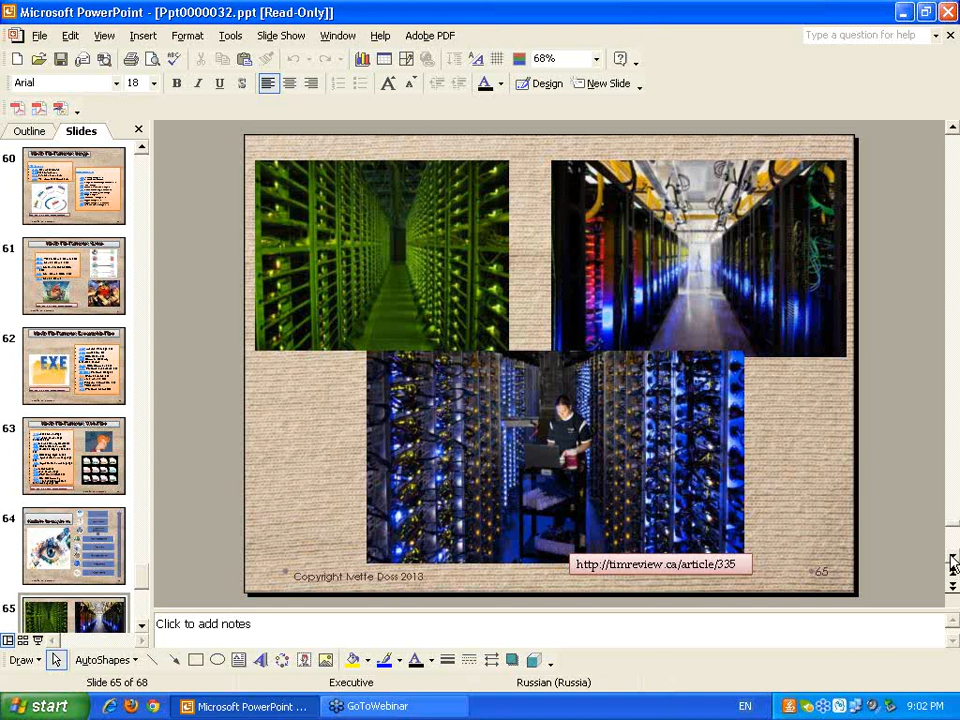 Microsoft PowerPoint - [Ppt0000032.ppt [Read-Only]]
File Edit View Insert Format Tools Slide Show Window Help Adobe PDF
Type a question for help
68%
Arial 18 B I U S A A A Design New Slide
Outline Slides
60
61
62
EXE
63
64
65
http://timreview.ca/article/335
Copyright Ivette Doss 2013
65
Click to add notes
Draw AutoShapes A
Slide 65 of 68 Executive Russian (Russia)
start Microsoft PowerPoint ... GoToWebinar EN 9:02 PM